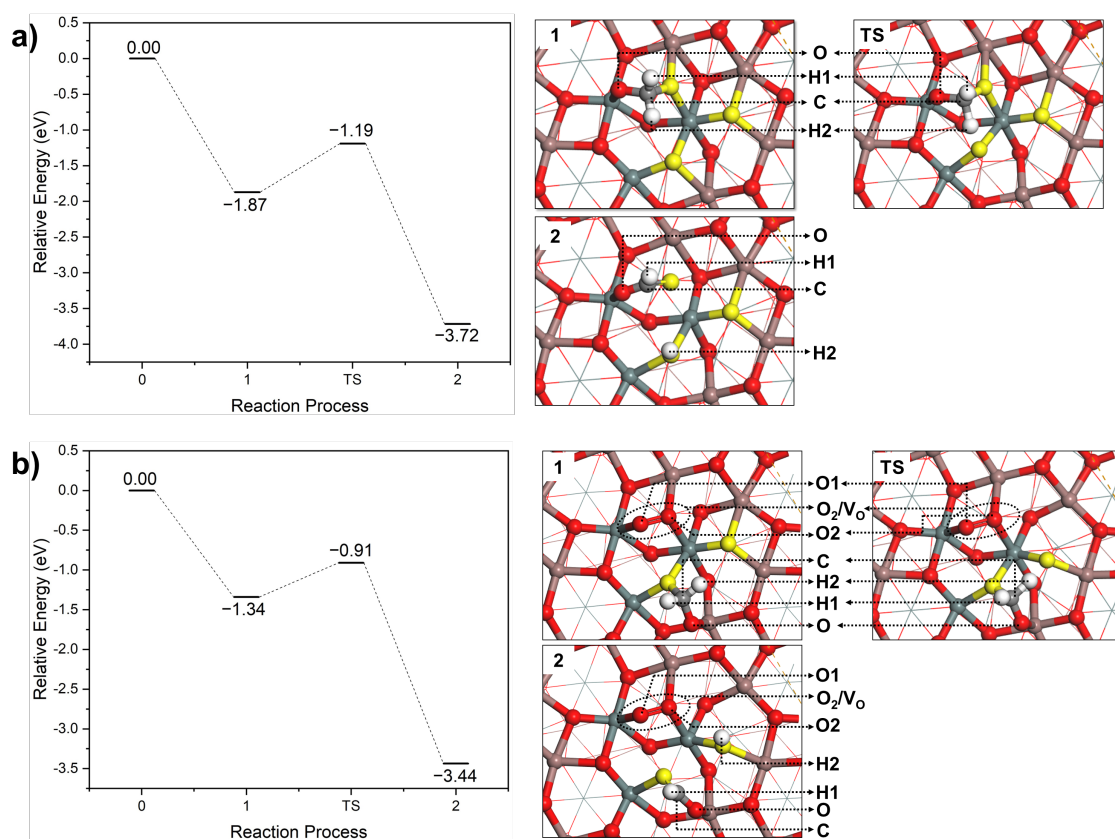 a)
0.5
0.0
−0.5
−1.0
−1.5
−2.0
−2.5
−3.0
−3.5
−4.0
Relative Energy (eV)
0.00
−1.87
−1.19
−3.72
0
1
TS
2
Reaction Process
1
TS
O
H1
C
H2
2
O
H1
C
H2
b)
0.5
0.0
−0.5
−1.0
−1.5
−2.0
−2.5
−3.0
−3.5
Relative Energy (eV)
0.00
−1.34
−0.91
−3.44
0
1
TS
2
Reaction Process
1
TS
O1
O₂/V₀
O2
C
H2
H1
O
2
O1
O₂/V₀
O2
H2
H1
O
C